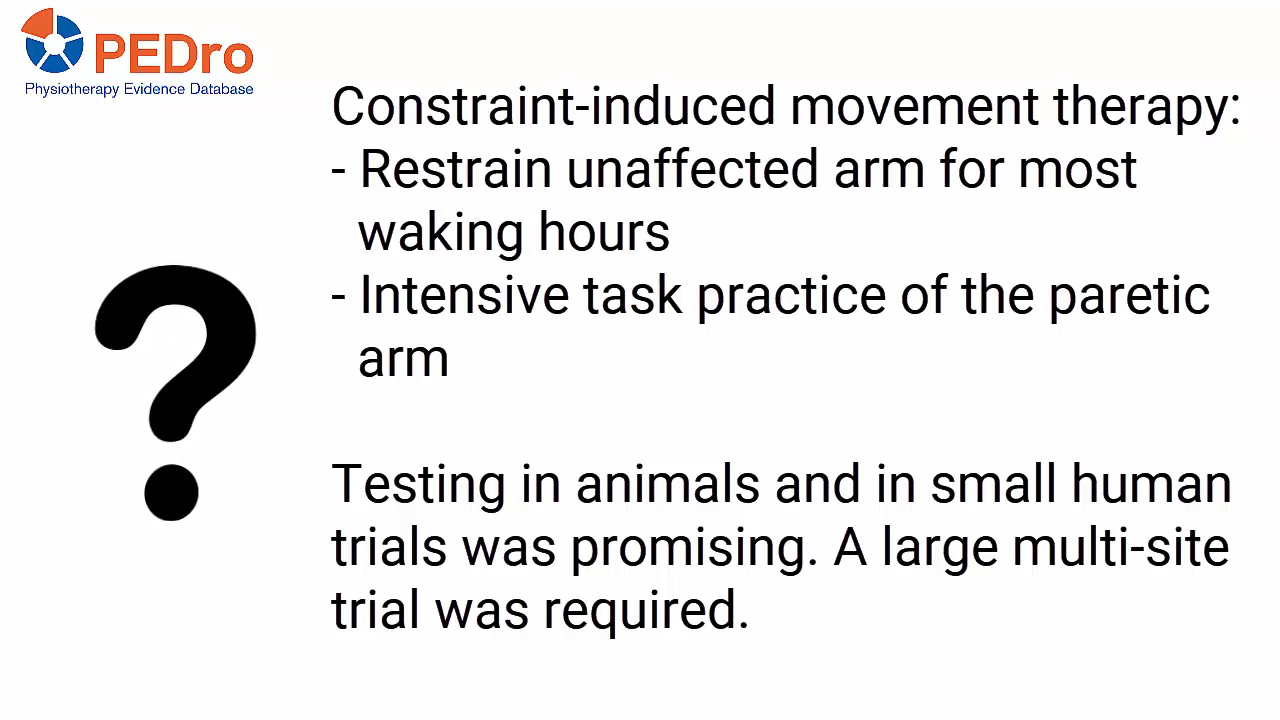 PEDro
Physiotherapy Evidence Database
Constraint-induced movement therapy:
- Restrain unaffected arm for most
waking hours
- Intensive task practice of the paretic
arm
?
Testing in animals and in small human
trials was promising. A large multi-site
trial was required.